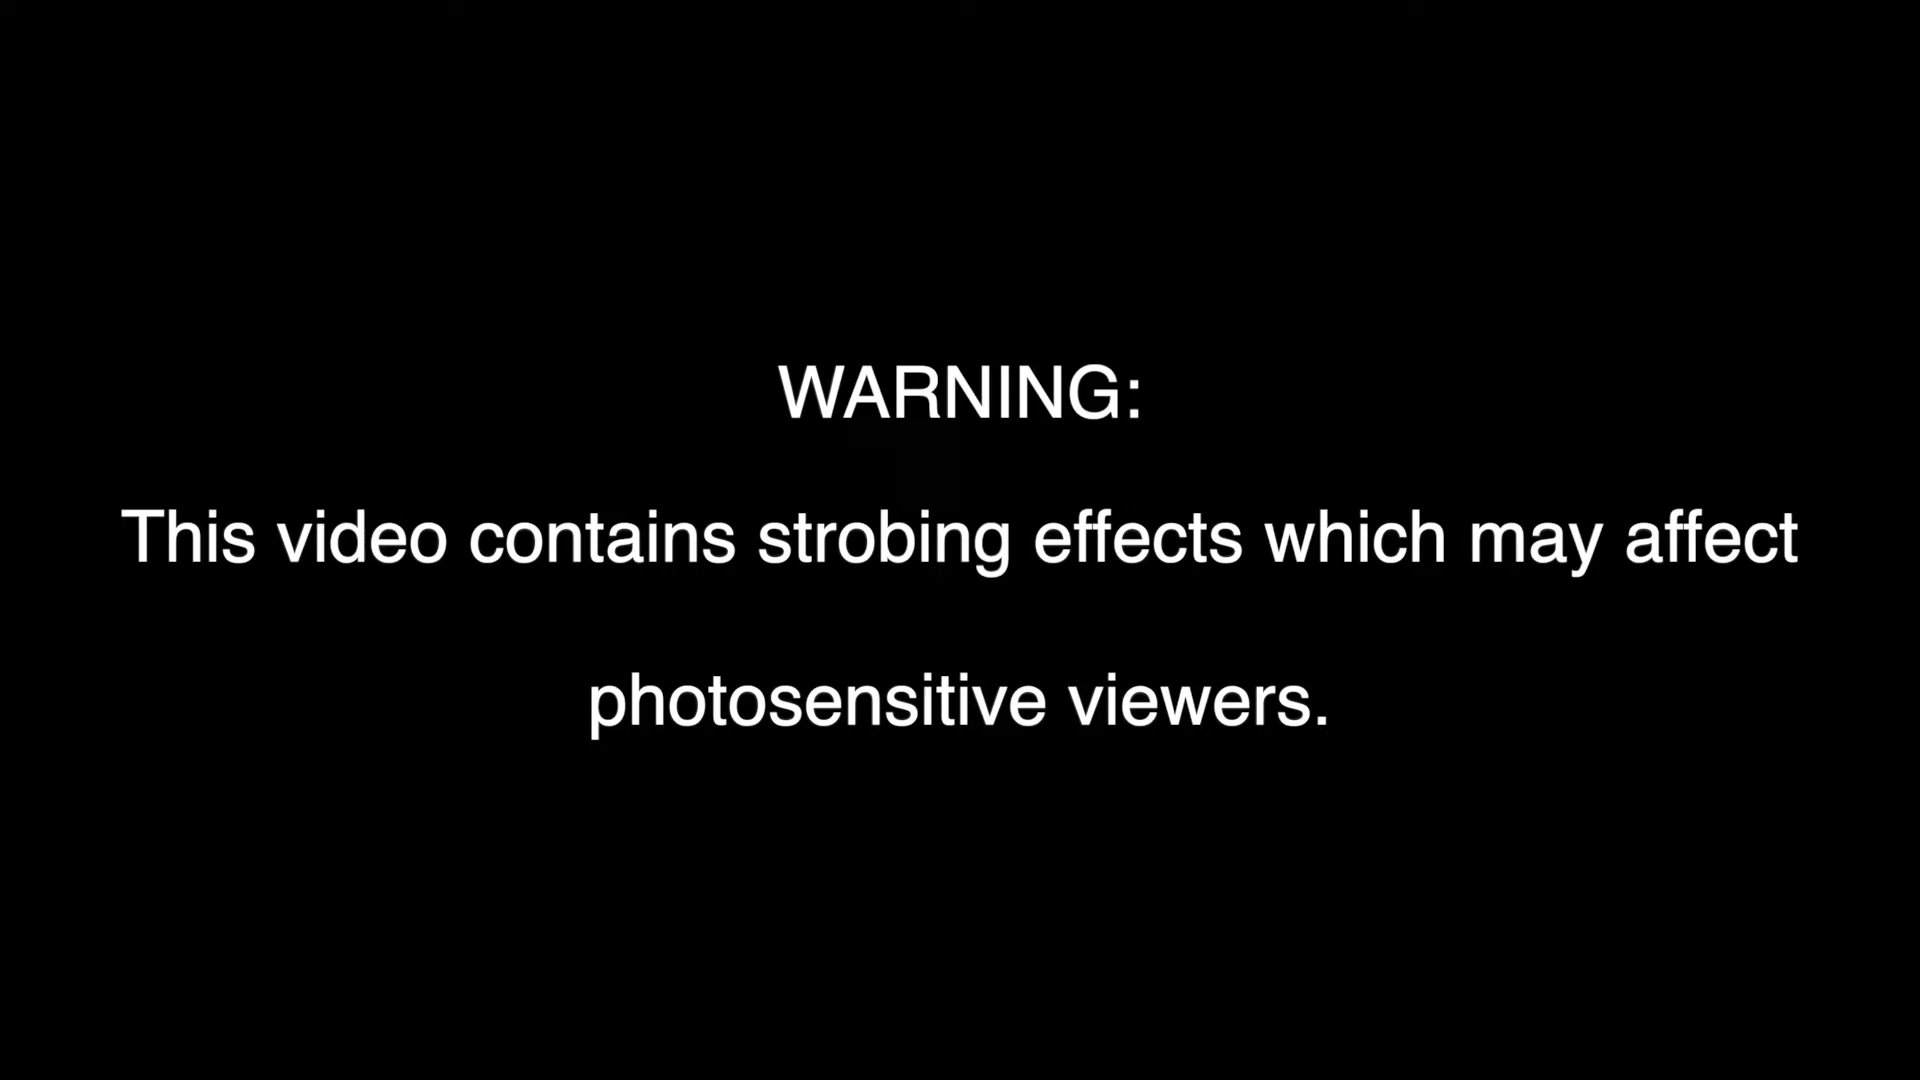 WARNING:
This video contains strobing effects which may affect
photosensitive viewers.